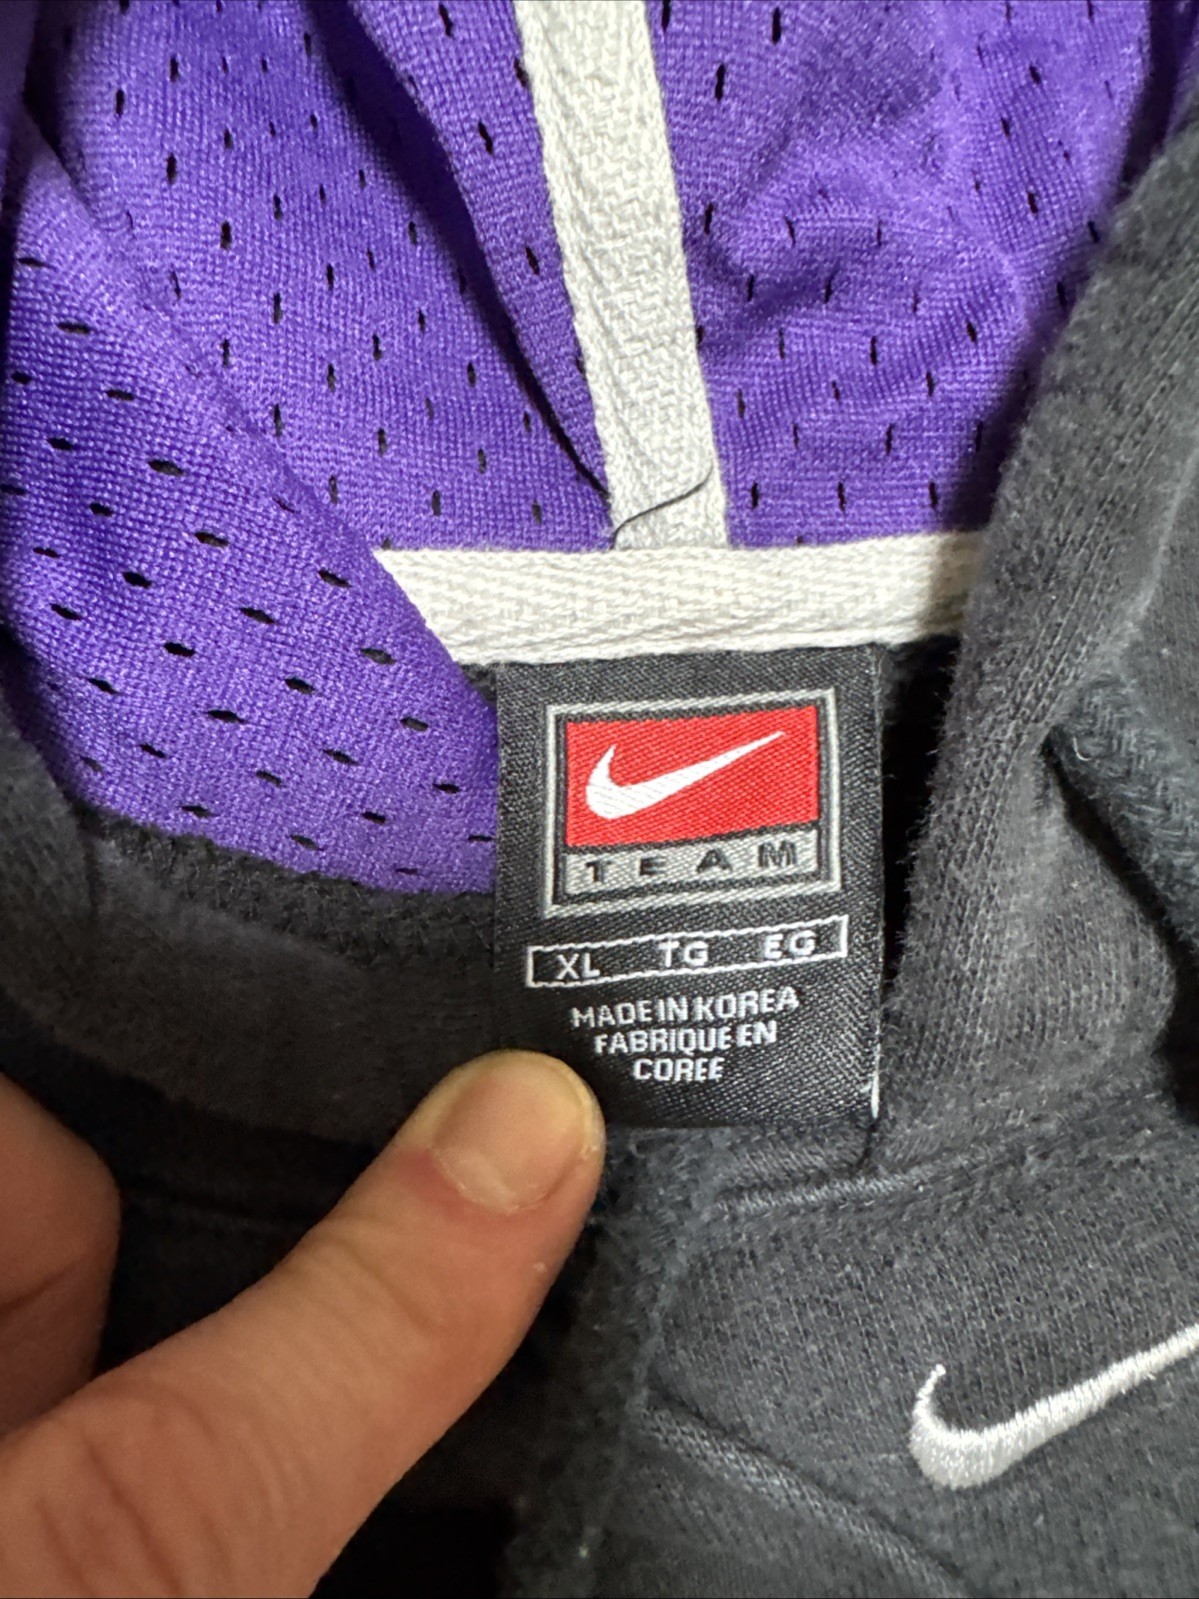 TEAM
XL TG EG
MADE IN KOREA
FABRIQUE EN
COREE